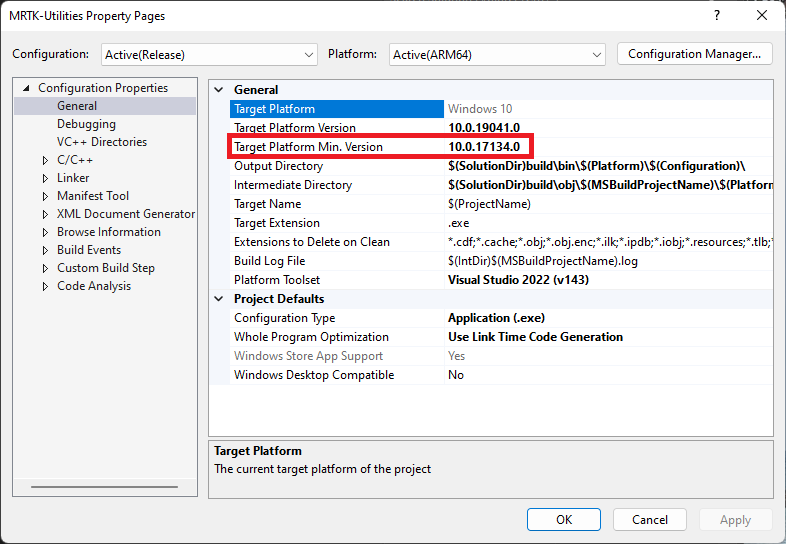 MRTK-Utilities Property Pages
Configuration: Active(Release) Platform: Active(ARM64) Configuration Manager...
Configuration Properties
General
Debugging
VC++ Directories
C/C++
Linker
Manifest Tool
XML Document Generator
Browse Information
Build Events
Custom Build Step
Code Analysis
General
Target Platform Windows 10
Target Platform Version 10.0.19041.0
Target Platform Min. Version 10.0.17134.0
Output Directory $(SolutionDir)build\bin\$(Platform)\$(Configuration)\
Intermediate Directory $(SolutionDir)build\obj\$(MSBuildProjectName)\$(Platform
Target Name $(ProjectName)
Target Extension .exe
Extensions to Delete on Clean *.cdf;*.cache;*.obj;*.obj.enc;*.ilk;*.ipdb;*.iobj;*.resources;*.tlb;*
Build Log File $(IntDir)$(MSBuildProjectName).log
Platform Toolset Visual Studio 2022 (v143)
Project Defaults
Configuration Type Application (.exe)
Whole Program Optimization Use Link Time Code Generation
Windows Store App Support Yes
Windows Desktop Compatible No
Target Platform
The current target platform of the project
OK Cancel Apply